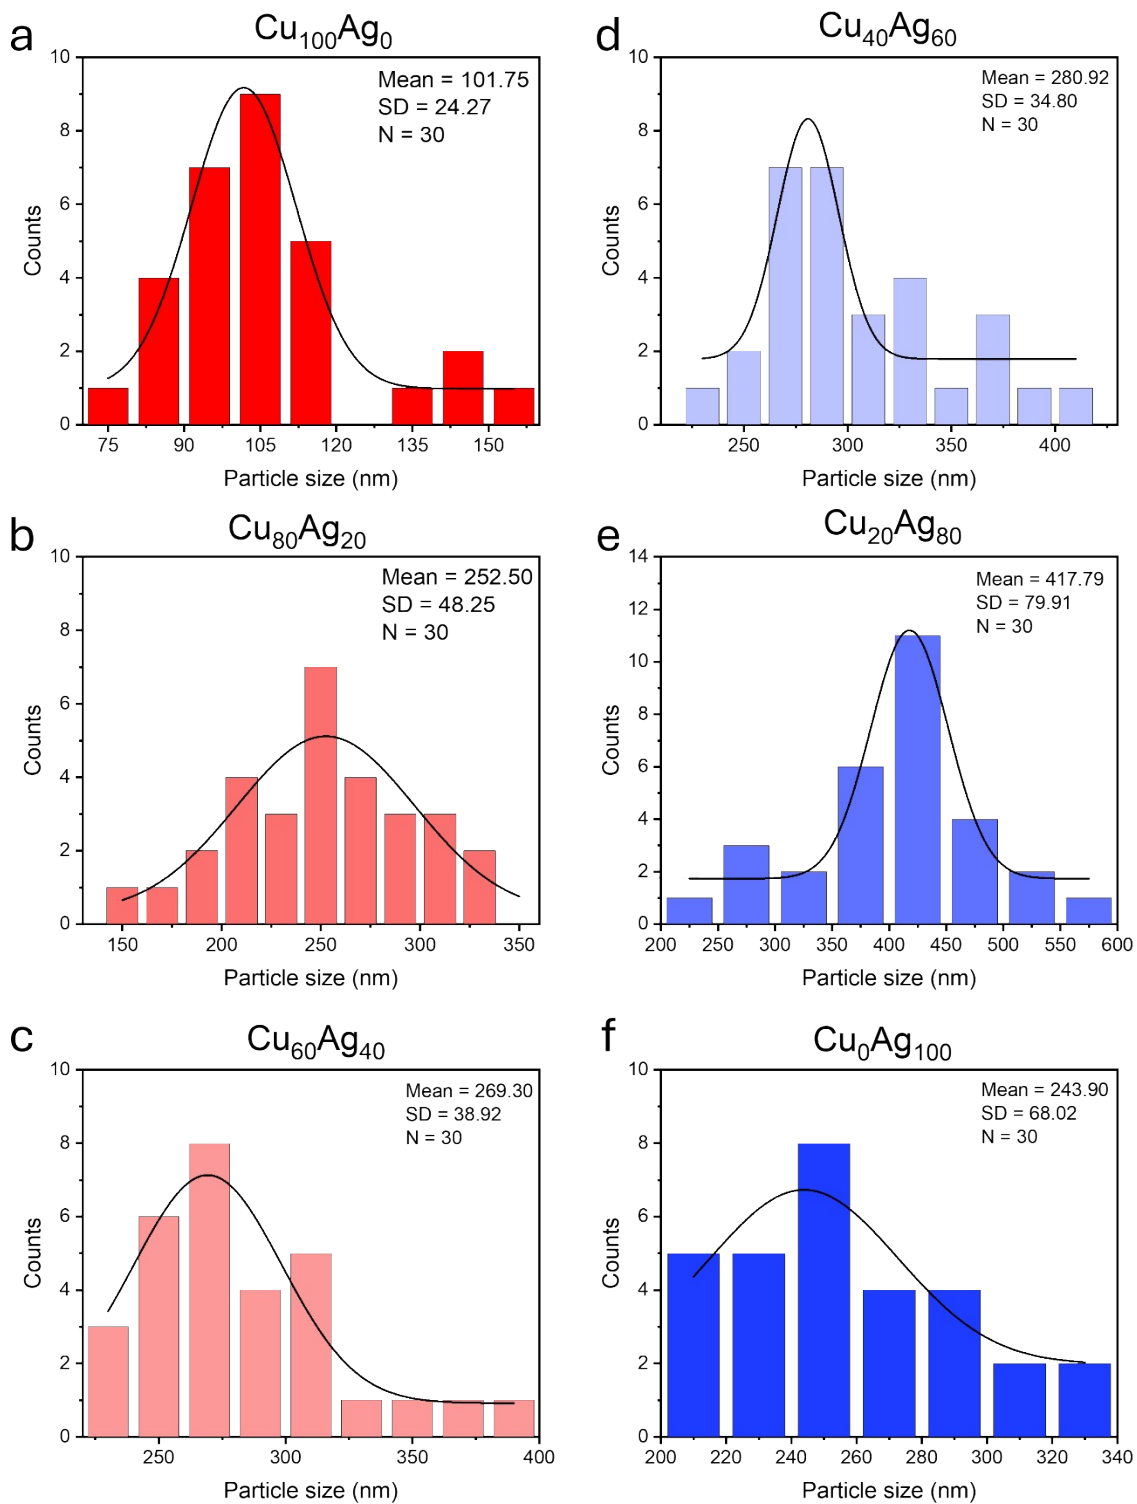 a
Cu100Ag0
Mean = 101.75
SD = 24.27
N = 30
10
8
6
4
2
0
Counts
75 90 105 120 135 150
Particle size (nm)
d
Cu40Ag60
Mean = 280.92
SD = 34.80
N = 30
10
8
6
4
2
0
Counts
250 300 350 400
Particle size (nm)
b
Cu80Ag20
Mean = 252.50
SD = 48.25
N = 30
10
8
6
4
2
0
Counts
150 200 250 300 350
Particle size (nm)
e
Cu20Ag80
Mean = 417.79
SD = 79.91
N = 30
14
12
10
8
6
4
2
0
Counts
200 250 300 350 400 450 500 550 600
Particle size (nm)
c
Cu60Ag40
Mean = 269.30
SD = 38.92
N = 30
10
8
6
4
2
0
Counts
250 300 350 400
Particle size (nm)
f
Cu0Ag100
Mean = 243.90
SD = 68.02
N = 30
10
8
6
4
2
0
Counts
200 220 240 260 280 300 320 340
Particle size (nm)